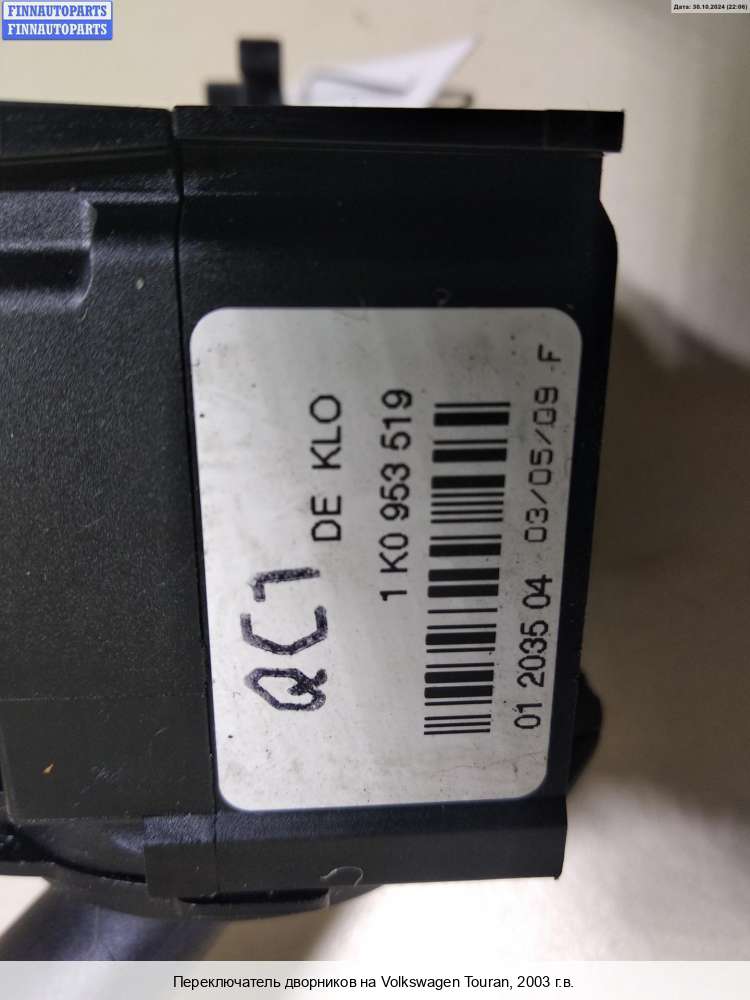 FINNAUTOPARTS
FINNAUTOPARTS
Дата: 30.10.2024 (22:06)
QC1
DE KLO
1 K0 953 519
01 2035 04 03/05/09 F
Переключатель дворников на Volkswagen Touran, 2003 г.в.